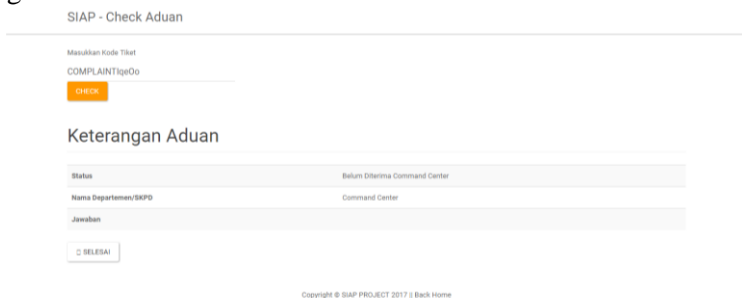 SIAP - Check Aduan
Masukkan Kode Tiket
COMPLAINTIqeOo
CHECK
Keterangan Aduan
Status Belum Diterima Command Center
Nama Departemen/SKPD Command Center
Jawaban
SELESAI
Copyright © SIAP PROJECT 2017 || Back Home